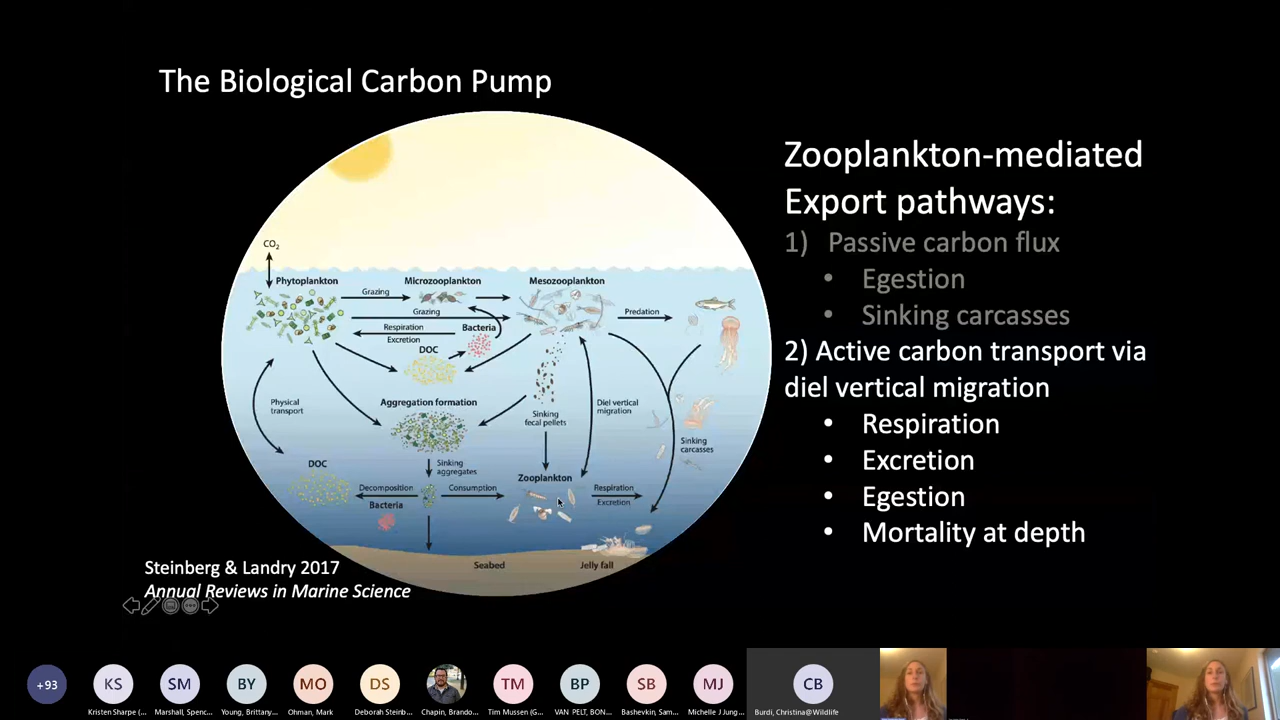 The Biological Carbon Pump
Zooplankton-mediated
Export pathways:
1) Passive carbon flux
• Egestion
• Sinking carcasses
2) Active carbon transport via
diel vertical migration
• Respiration
• Excretion
• Egestion
• Mortality at depth
CO2
Phytoplankton
Grazing
Microzooplankton
Mesozooplankton
Grazing
Predation
Respiration
Excretion
Bacteria
DOC
Physical
transport
Aggregation formation
Sinking
fecal pellets
Diel vertical
migration
Sinking
carcasses
DOC
Sinking
aggregates
Zooplankton
Decomposition
Consumption
Respiration
Excretion
Bacteria
Seabed
Jelly fall
Steinberg & Landry 2017
Annual Reviews in Marine Science
+93
KS
SM
BY
MO
DS
TM
BP
SB
MJ
CB
Kristen Sharpe (...
Marshall, Spenc...
Young, Brittany...
Ohman, Mark
Deborah Steinb...
Chapin, Brando...
Tim Mussen (G...
VAN PELT, BON...
Bashevkin, Sam...
Michelle J Jung...
Burdi, Christina@Wildlife